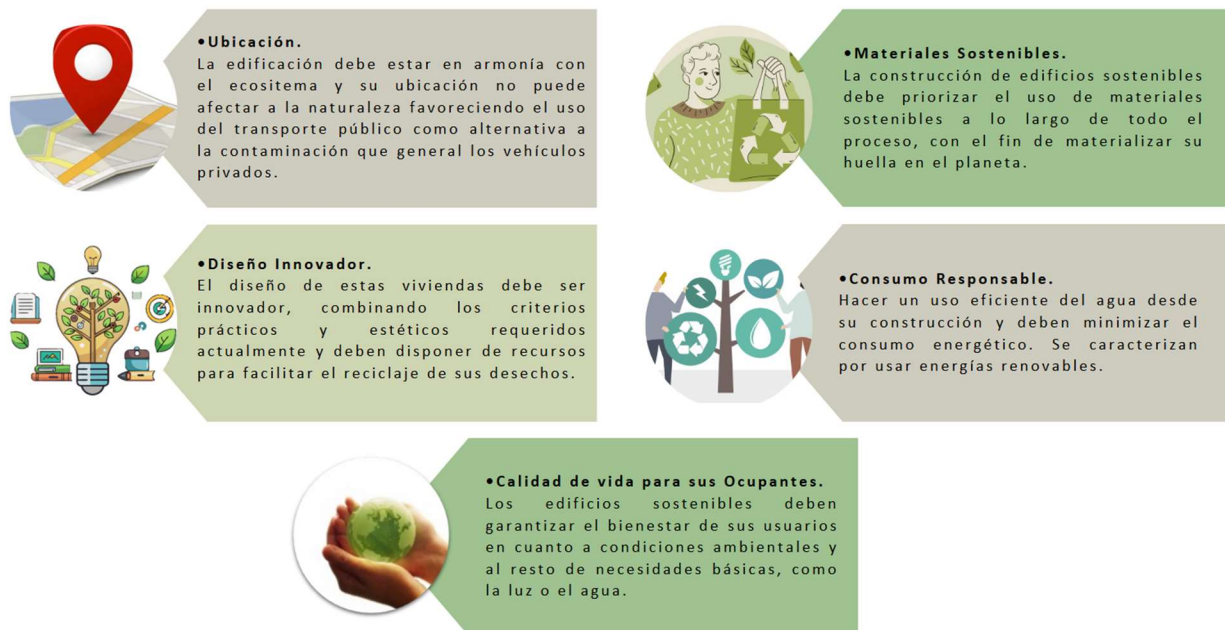 •Ubicación.
La edificación debe estar en armonía con
el ecositema y su ubicación no puede
afectar a la naturaleza favoreciendo el uso
del transporte público como alternativa a
la contaminación que general los vehículos
privados.
•Materiales Sostenibles.
La construcción de edificios sostenibles
debe priorizar el uso de materiales
sostenibles a lo largo de todo el
proceso, con el fin de materializar su
huella en el planeta.
•Diseño Innovador.
El diseño de estas viviendas debe ser
innovador, combinando los criterios
prácticos y estéticos requeridos
actualmente y deben disponer de recursos
para facilitar el reciclaje de sus desechos.
•Consumo Responsable.
Hacer un uso eficiente del agua desde
su construcción y deben minimizar el
consumo energético. Se caracterizan
por usar energías renovables.
•Calidad de vida para sus Ocupantes.
Los edificios sostenibles deben
garantizar el bienestar de sus usuarios
en cuanto a condiciones ambientales y
al resto de necesidades básicas, como
la luz o el agua.